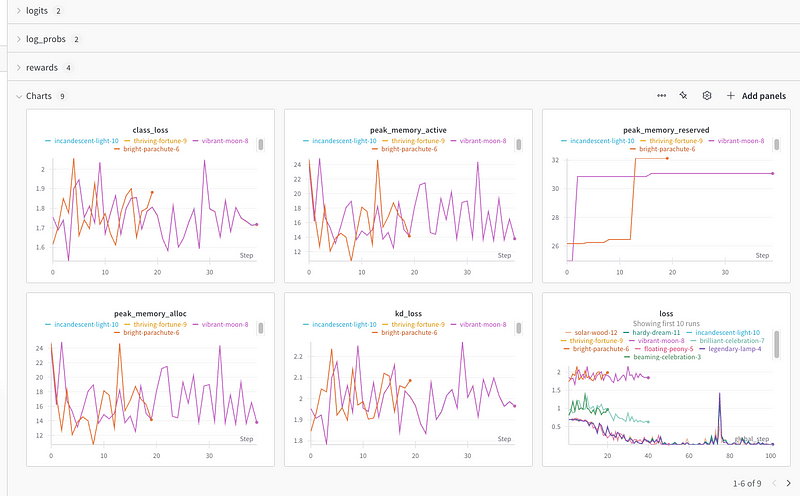 logits 2
log_probs 2
rewards 4
Charts 9
Add panels
class_loss
incandescent-light-10 thriving-fortune-9 vibrant-moon-8
bright-parachute-6
2
1.9
1.8
1.7
1.6
Step
0 10 20 30
peak_memory_active
incandescent-light-10 thriving-fortune-9 vibrant-moon-8
bright-parachute-6
24
22
20
18
16
14
12
Step
0 10 20 30
peak_memory_reserved
incandescent-light-10 thriving-fortune-9 vibrant-moon-8
bright-parachute-6
32
30
28
26
Step
0 10 20 30
peak_memory_alloc
incandescent-light-10 thriving-fortune-9 vibrant-moon-8
bright-parachute-6
24
22
20
18
16
14
12
Step
0 10 20 30
kd_loss
incandescent-light-10 thriving-fortune-9 vibrant-moon-8
bright-parachute-6
2.2
2.1
2
1.9
1.8
Step
0 10 20 30
loss
Showing first 10 runs
solar-wood-12 hardy-dream-11 incandescent-light-10
thriving-fortune-9 vibrant-moon-8 brilliant-celebration-7
bright-parachute-6 floating-peony-5 legendary-lamp-4
beaming-celebration-3
2
1.5
1
0.5
global_step
20 40 60 80 100
1-6 of 9